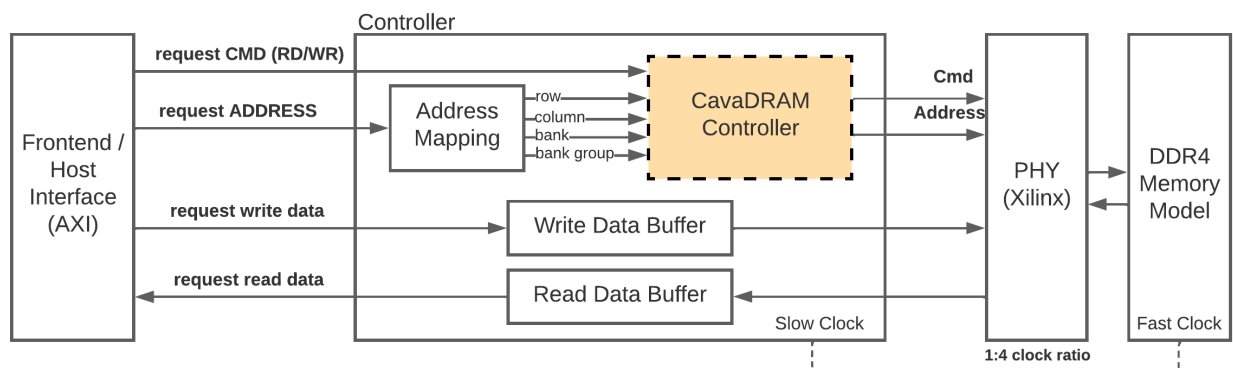 Controller
request CMD (RD/WR)
request ADDRESS
Address
Mapping
row
column
bank
bank group
CavaDRAM
Controller
Cmd
Address
Frontend /
Host
Interface
(AXI)
PHY
(Xilinx)
DDR4
Memory
Model
request write data
Write Data Buffer
request read data
Read Data Buffer
Slow Clock
Fast Clock
1:4 clock ratio